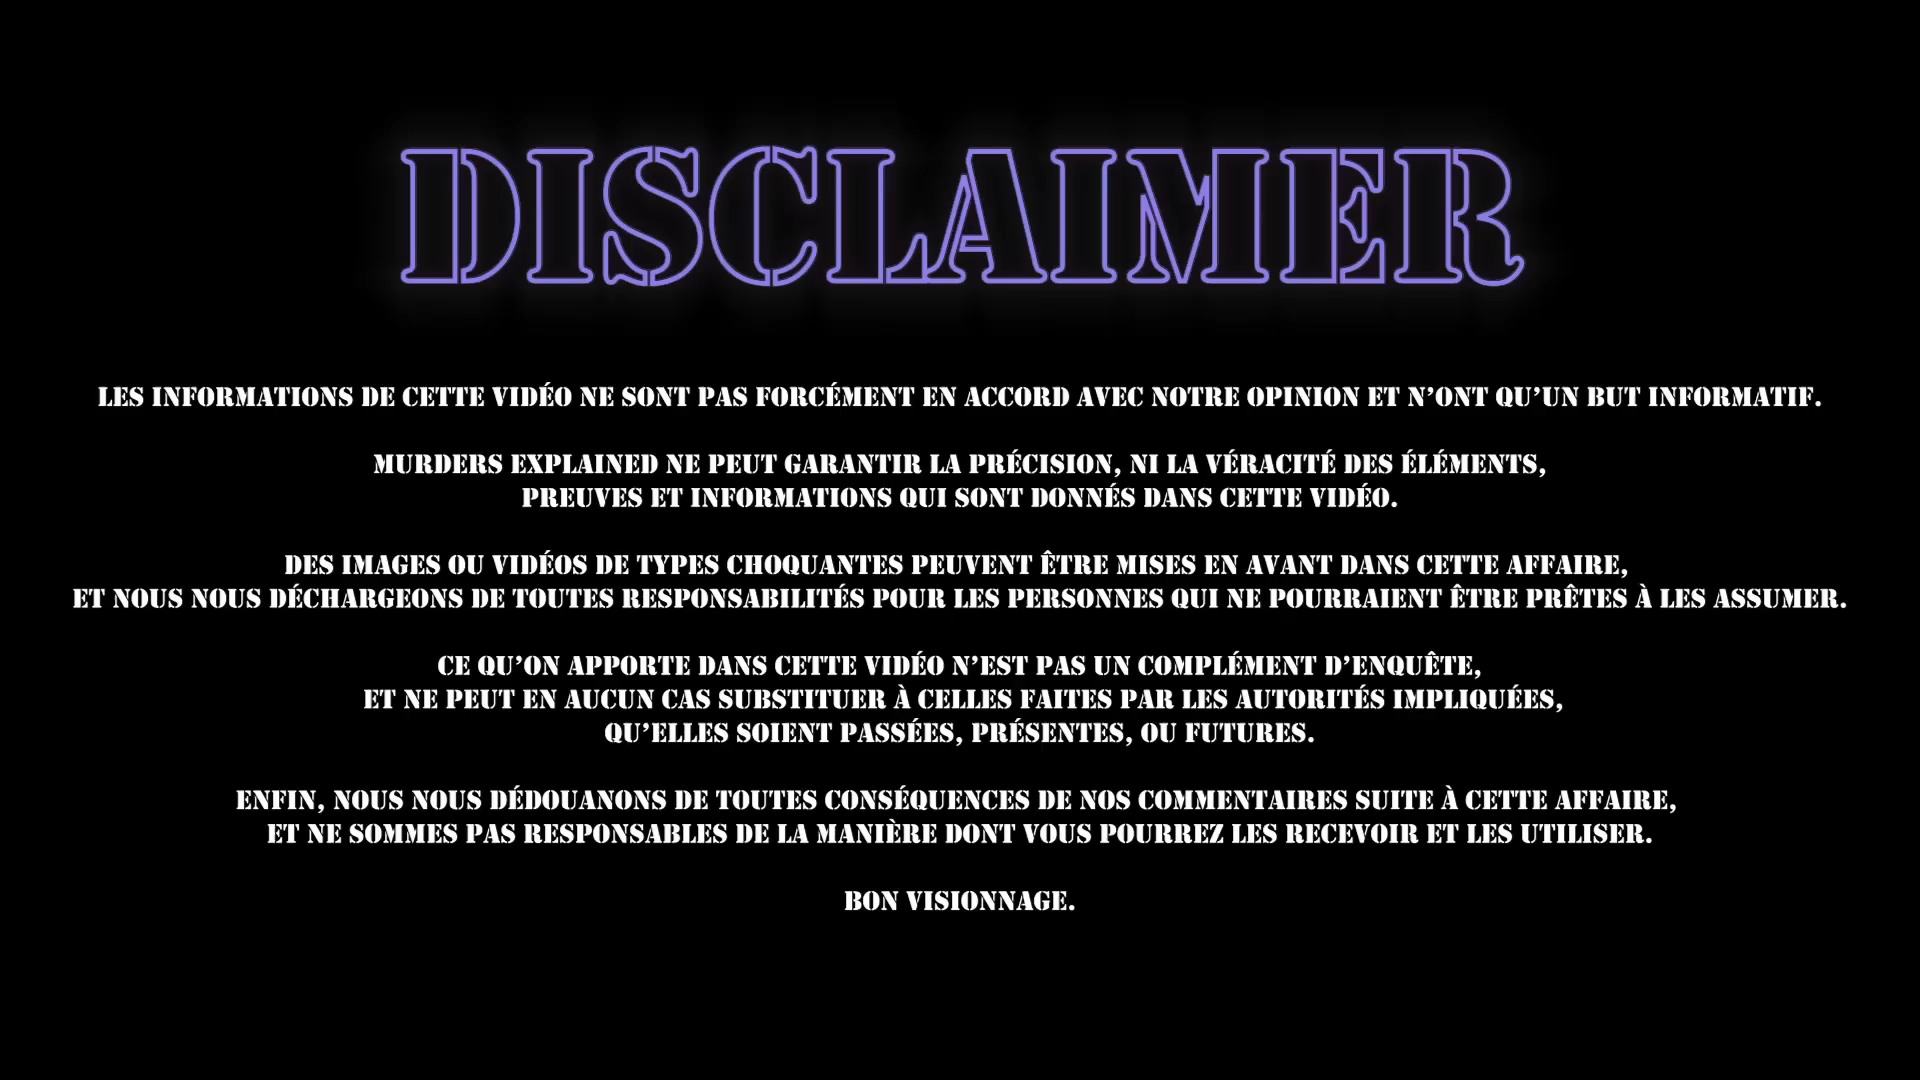 DISCLAIMER
LES INFORMATIONS DE CETTE VIDÉO NE SONT PAS FORCÉMENT EN ACCORD AVEC NOTRE OPINION ET N’ONT QU’UN BUT INFORMATIF.
MURDERS EXPLAINED NE PEUT GARANTIR LA PRÉCISION, NI LA VÉRACITÉ DES ÉLÉMENTS,
PREUVES ET INFORMATIONS QUI SONT DONNÉS DANS CETTE VIDÉO.
DES IMAGES OU VIDÉOS DE TYPES CHOQUANTES PEUVENT ÊTRE MISES EN AVANT DANS CETTE AFFAIRE,
ET NOUS NOUS DÉCHARGEONS DE TOUTES RESPONSABILITÉS POUR LES PERSONNES QUI NE POURRAIENT ÊTRE PRÊTES À LES ASSUMER.
CE QU’ON APPORTE DANS CETTE VIDÉO N’EST PAS UN COMPLÉMENT D’ENQUÊTE,
ET NE PEUT EN AUCUN CAS SUBSTITUER À CELLES FAITES PAR LES AUTORITÉS IMPLIQUÉES,
QU’ELLES SOIENT PASSÉES, PRÉSENTES, OU FUTURES.
ENFIN, NOUS NOUS DÉDOUANONS DE TOUTES CONSÉQUENCES DE NOS COMMENTAIRES SUITE À CETTE AFFAIRE,
ET NE SOMMES PAS RESPONSABLES DE LA MANIÈRE DONT VOUS POURREZ LES RECEVOIR ET LES UTILISER.
BON VISIONNAGE.